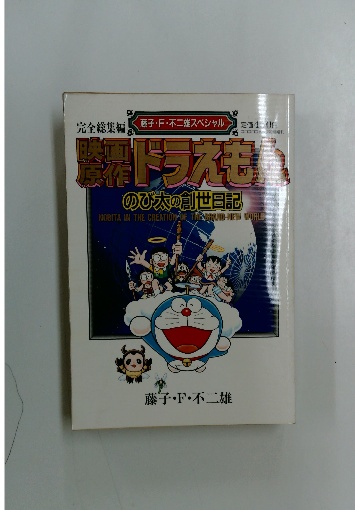 完全総集編
藤子・F・不二雄スペシャル
映画
原作
ドラえもん
のび太の創世日記
NOBITA IN THE CREATION OF THE BRAND-NEW WORLD
藤子・F・不二雄